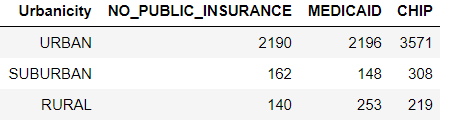 Urbanicity NO_PUBLIC_INSURANCE MEDICAID CHIP
URBAN 2190 2196 3571
SUBURBAN 162 148 308
RURAL 140 253 219